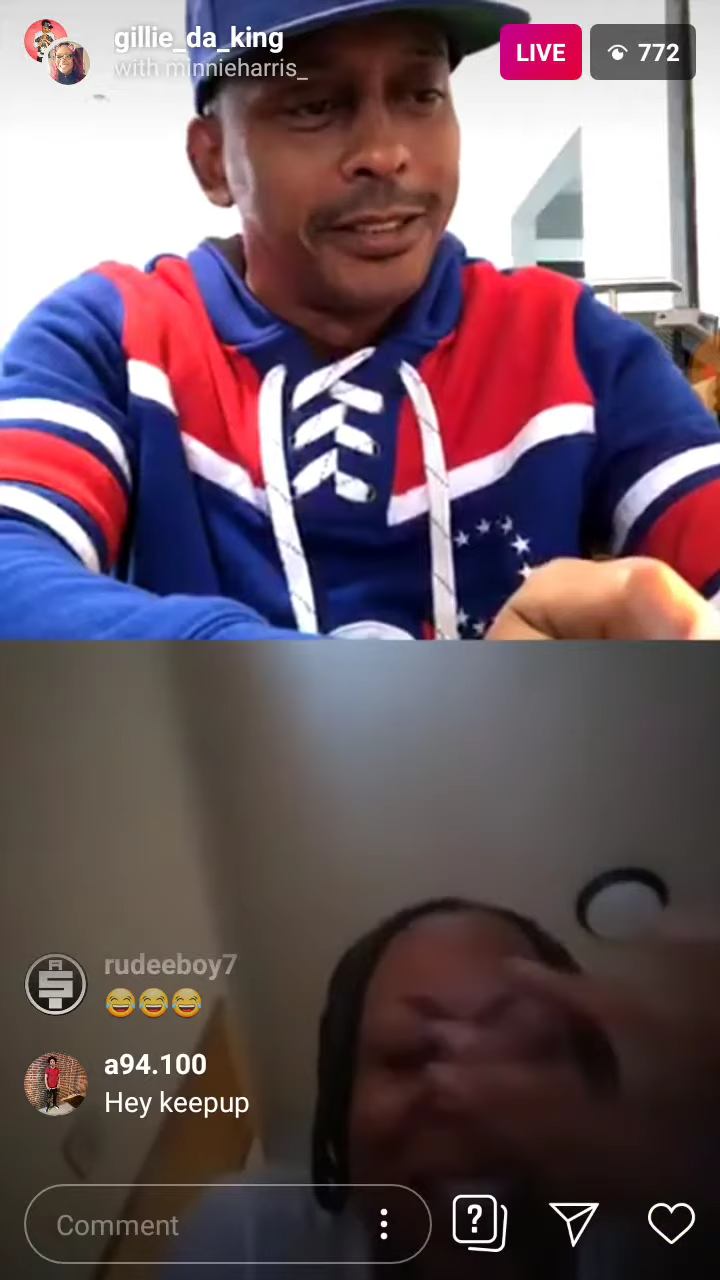 gillie_da_king
with minnieharris_
LIVE
772
rudeeboy7
😂😂😂
a94.100
Hey keepup
Comment